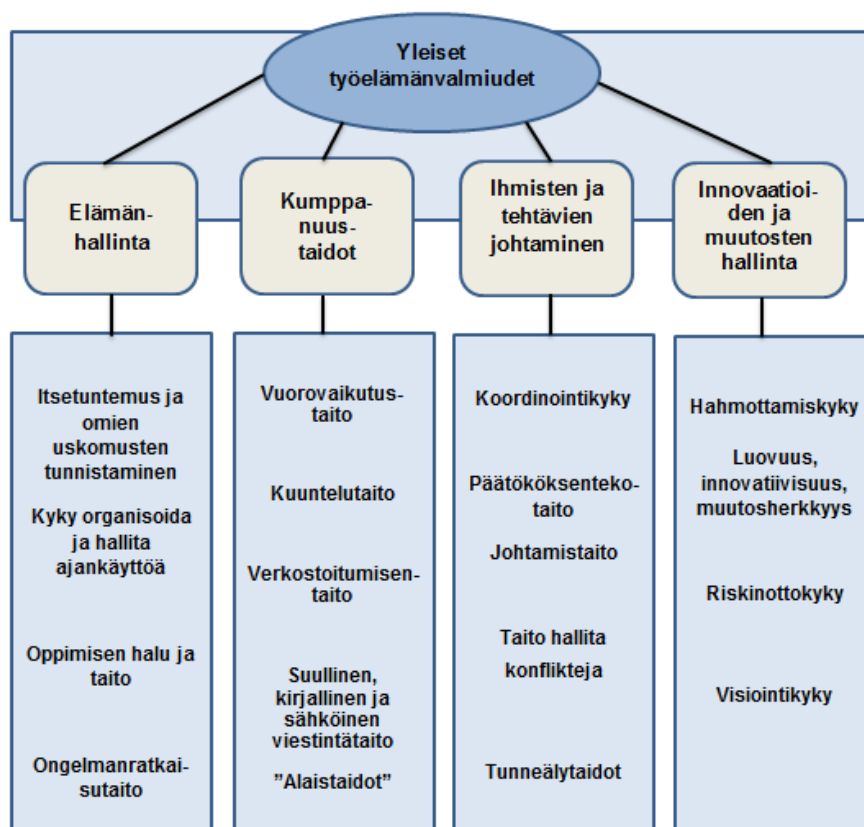 Yleiset
työelämänvalmiudet
Elämän-
hallinta
Kumppa-
nuus-
taidot
Ihmisten ja
tehtävien
johtaminen
Innovaatioi-
den ja
muutosten
hallinta
Itsetuntemus ja
omien
uskomusten
tunnistaminen
Kyky organisoida
ja hallita
ajankäyttöä
Oppimisen halu ja
taito
Ongelmanratkai-
sutaito
Vuorovaikutus-
taito
Kuuntelutaito
Verkostoitumisen-
taito
Suullinen,
kirjallinen ja
sähköinen
viestintätaito
”Alaistaidot”
Koordinointikyky
Päätököksenteko-
taito
Johtamistaito
Taito hallita
konflikteja
Tunneälytaidot
Hahmottamiskyky
Luovuus,
innovatiivisuus,
muutosherkkyys
Riskinottokyky
Visiointikyky